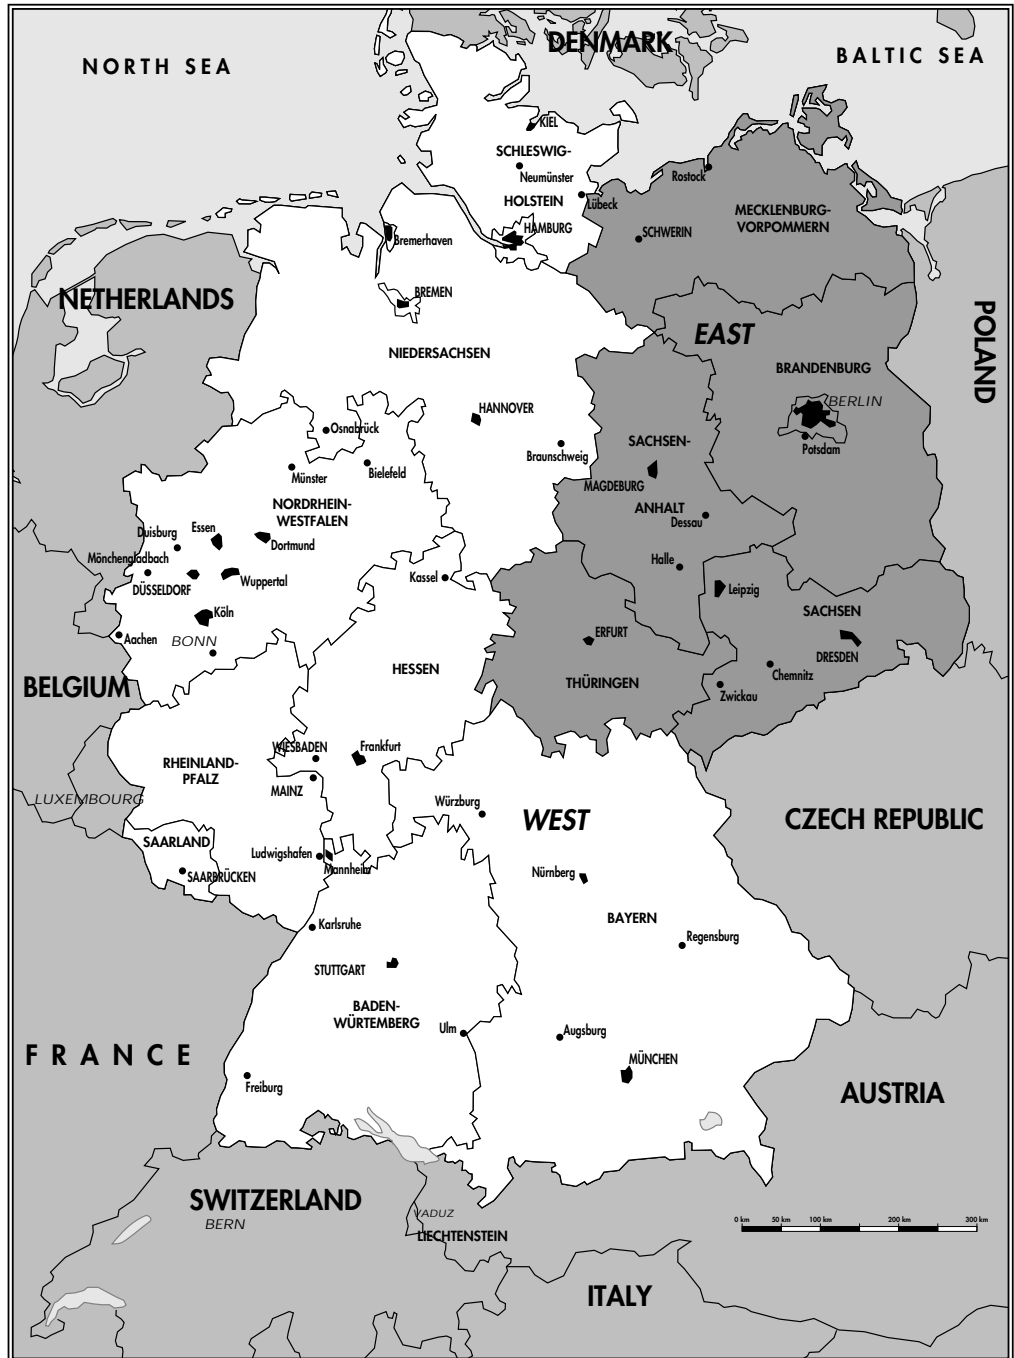 DENMARK
NORTH SEA
BALTIC SEA
KIEL
SCHLESWIG-
Neumünster
Rostock
HOLSTEIN
Lübeck
MECKLENBURG-
VORPOMMERN
HAMBURG
SCHWERIN
Bremerhaven
BREMEN
NETHERLANDS
EAST
POLAND
NIEDERSACHSEN
BRANDENBURG
BERLIN
HANNOVER
Osnabrück
Potsdam
Braunschweig
SACHSEN-
Bielefeld
Münster
MAGDEBURG
NORDRHEIN-
WESTFALEN
ANHALT
Dessau
Essen
Duisburg
Dortmund
Mönchengladbach
Halle
Kassel
Wuppertal
DÜSSELDORF
Leipzig
Köln
SACHSEN
Aachen
BONN
ERFURT
DRESDEN
HESSEN
Chemnitz
BELGIUM
THÜRINGEN
Zwickau
WIESBADEN
Frankfurt
RHEINLAND-
PFALZ
MAINZ
LUXEMBOURG
Würzburg
WEST
CZECH REPUBLIC
SAARLAND
Ludwigshafen
Mannheim
SAARBRÜCKEN
Nürnberg
BAYERN
Karlsruhe
Regensburg
STUTTGART
BADEN-
WÜRTEMBERG
Ulm
Augsburg
FRANCE
MÜNCHEN
Freiburg
AUSTRIA
SWITZERLAND
BERN
VADUZ
LIECHTENSTEIN
0 km 50 km 100 km 200 km 300 km
ITALY